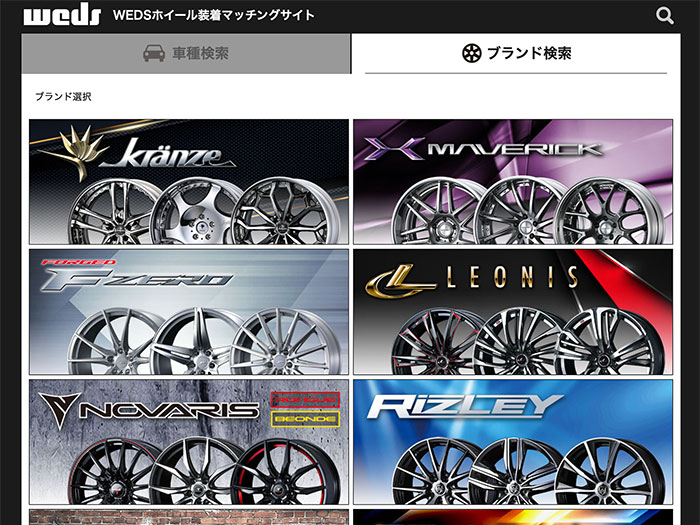 weds WEDSホイール装着マッチングサイト
車種検索
ブランド検索
ブランド選択
kränze
MAVERICK
FORGED
F ZERO
LEONIS
NOVARIS
BEONDE
RiZLEY